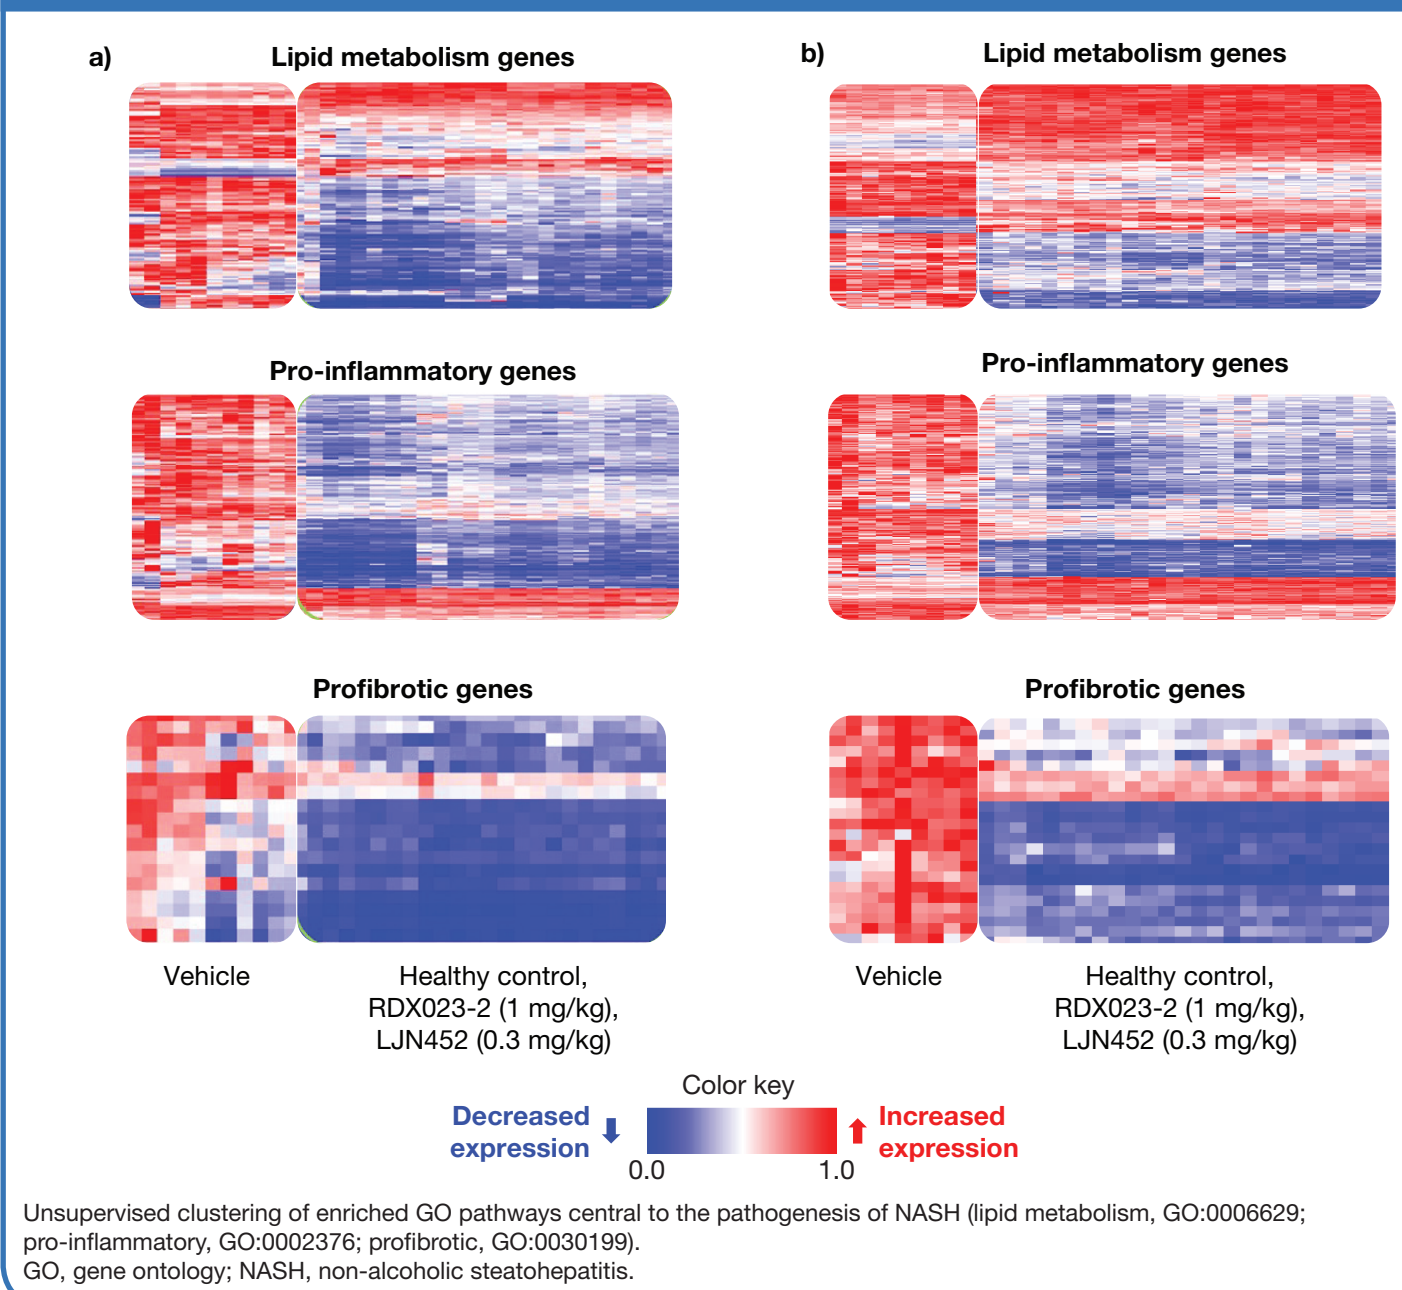 a)
Lipid metabolism genes
Pro-inflammatory genes
Profibrotic genes
Vehicle
Healthy control,
RDX023-2 (1 mg/kg),
LJN452 (0.3 mg/kg)
b)
Lipid metabolism genes
Pro-inflammatory genes
Profibrotic genes
Vehicle
Healthy control,
RDX023-2 (1 mg/kg),
LJN452 (0.3 mg/kg)
Color key
Decreased
expression
Increased
expression
0.0
1.0
Unsupervised clustering of enriched GO pathways central to the pathogenesis of NASH (lipid metabolism, GO:0006629;
pro-inflammatory, GO:0002376; profibrotic, GO:0030199).
GO, gene ontology; NASH, non-alcoholic steatohepatitis.